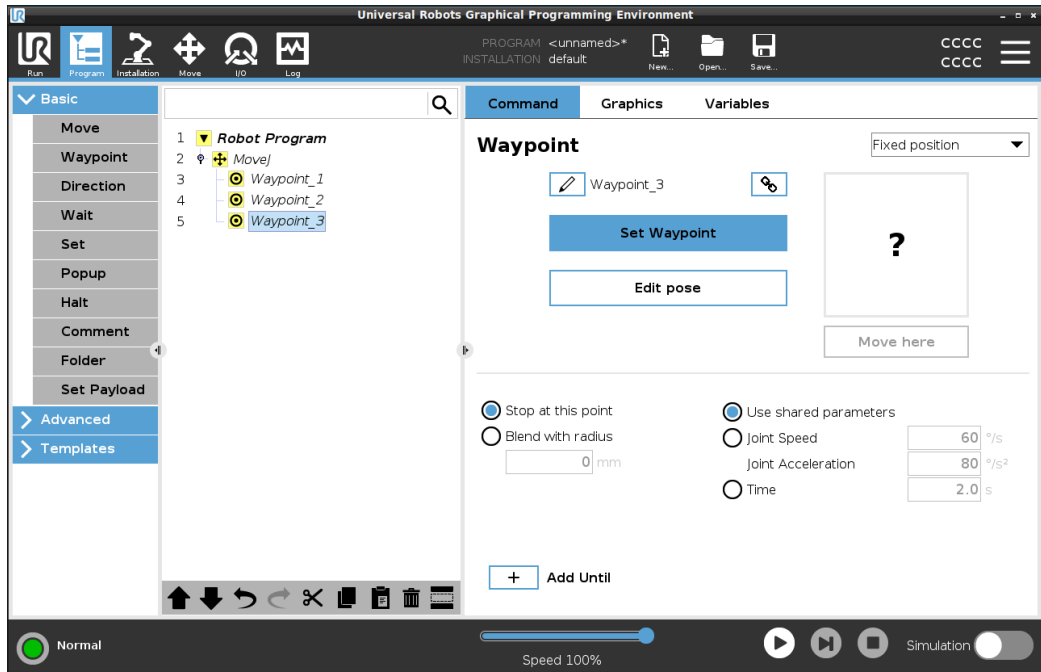 Universal Robots Graphical Programming Environment
Run
Program
Installation
Move
I/O
Log
PROGRAM <unnamed>*
INSTALLATION default
New...
Open...
Save...
CCCC
CCCC
Basic
Move
Waypoint
Direction
Wait
Set
Popup
Halt
Comment
Folder
Set Payload
Advanced
Templates
1 Robot Program
2 MoveJ
3 Waypoint_1
4 Waypoint_2
5 Waypoint_3
Command Graphics Variables
Waypoint
Fixed position
Waypoint_3
Set Waypoint
Edit pose
?
Move here
Stop at this point
Blend with radius
0 mm
Use shared parameters
Joint Speed 60 °/s
Joint Acceleration 80 °/s²
Time 2.0 s
+ Add Until
Normal
Speed 100%
Simulation